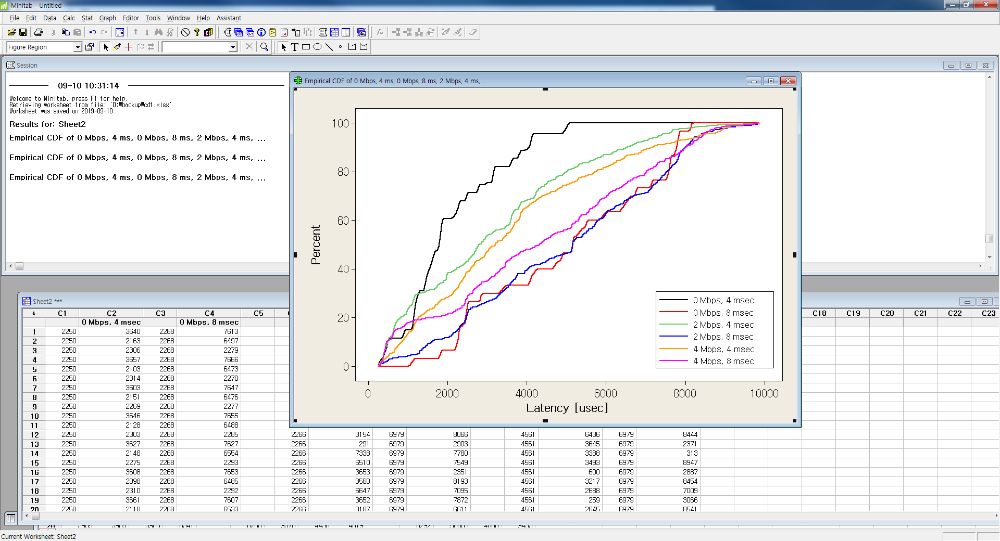 Minitab - Untitled
File Edit Data Calc Stat Graph Editor Tools Window Help Assistant
Figure Region
Session
09-10 10:31:14
Welcome to Minitab, press F1 for help.
Retrieving worksheet from file: 'D:₩backup₩cdf.xlsx'
Worksheet was saved on 2019-09-10
Results for: Sheet2
Empirical CDF of 0 Mbps, 4 ms, 0 Mbps, 8 ms, 2 Mbps, 4 ms, ...
Empirical CDF of 0 Mbps, 4 ms, 0 Mbps, 8 ms, 2 Mbps, 4 ms, ...
Empirical CDF of 0 Mbps, 4 ms, 0 Mbps, 8 ms, 2 Mbps, 4 ms, ...
Empirical CDF of 0 Mbps, 4 ms, 0 Mbps, 8 ms, 2 Mbps, 4 ms, ...
100
80
60
40
20
0
Percent
0 2000 4000 6000 8000 10000
Latency [usec]
0 Mbps, 4 msec
0 Mbps, 8 msec
2 Mbps, 4 msec
2 Mbps, 8 msec
4 Mbps, 4 msec
4 Mbps, 8 msec
Sheet2 ***
C1 C2 C3 C4 C5 C18 C19 C20 C21 C22 C23
0 Mbps, 4 msec 0 Mbps, 8 msec
1 2250 3640 2268 7613
2 2250 2163 2268 6497
3 2250 2306 2268 2279
4 2250 3657 2268 7666
5 2250 2103 2268 6473
6 2250 2314 2268 2270
7 2250 3603 2268 7647
8 2250 2151 2268 6476
9 2250 2269 2268 2277
10 2250 3646 2268 7655
11 2250 2128 2268 6488
12 2250 2303 2268 2285 2266 3154 6979 8066 4561 6436 6979 8444
13 2250 3627 2268 7627 2266 291 6979 2903 4561 3645 6979 2371
14 2250 2148 2268 6554 2266 7338 6979 7780 4561 3388 6979 313
15 2250 2275 2268 2293 2266 6510 6979 7549 4561 3493 6979 8947
16 2250 3608 2268 7653 2266 3653 6979 2351 4561 600 6979 2887
17 2250 2098 2268 6485 2266 3560 6979 8193 4561 3217 6979 8454
18 2250 2310 2268 2292 2266 6647 6979 7095 4561 2688 6979 7009
19 2250 3661 2268 7607 2266 3652 6979 7872 4561 259 6979 3066
20 2250 2118 2268 6533 2266 3187 6979 6611 4561 2645 6979 8541
Current Worksheet: Sheet2